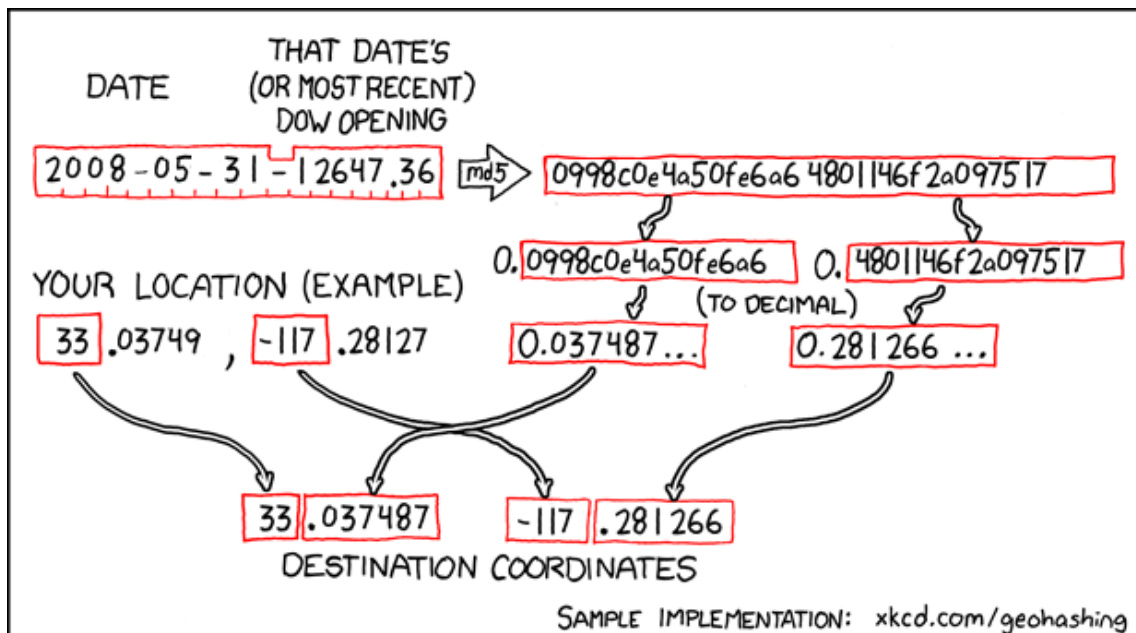 DATE
THAT DATE'S
(OR MOST RECENT)
DOW OPENING
2008-05-31-12647.36
md5
0998c0e4a50fe6a64801146f2a097517
0.0998c0e4a50fe6a6
0.4801146f2a097517
YOUR LOCATION (EXAMPLE)
(TO DECIMAL)
33.03749, -117.28127
0.037487...
0.281266...
33.037487
-117.281266
DESTINATION COORDINATES
SAMPLE IMPLEMENTATION: xkcd.com/geohashing